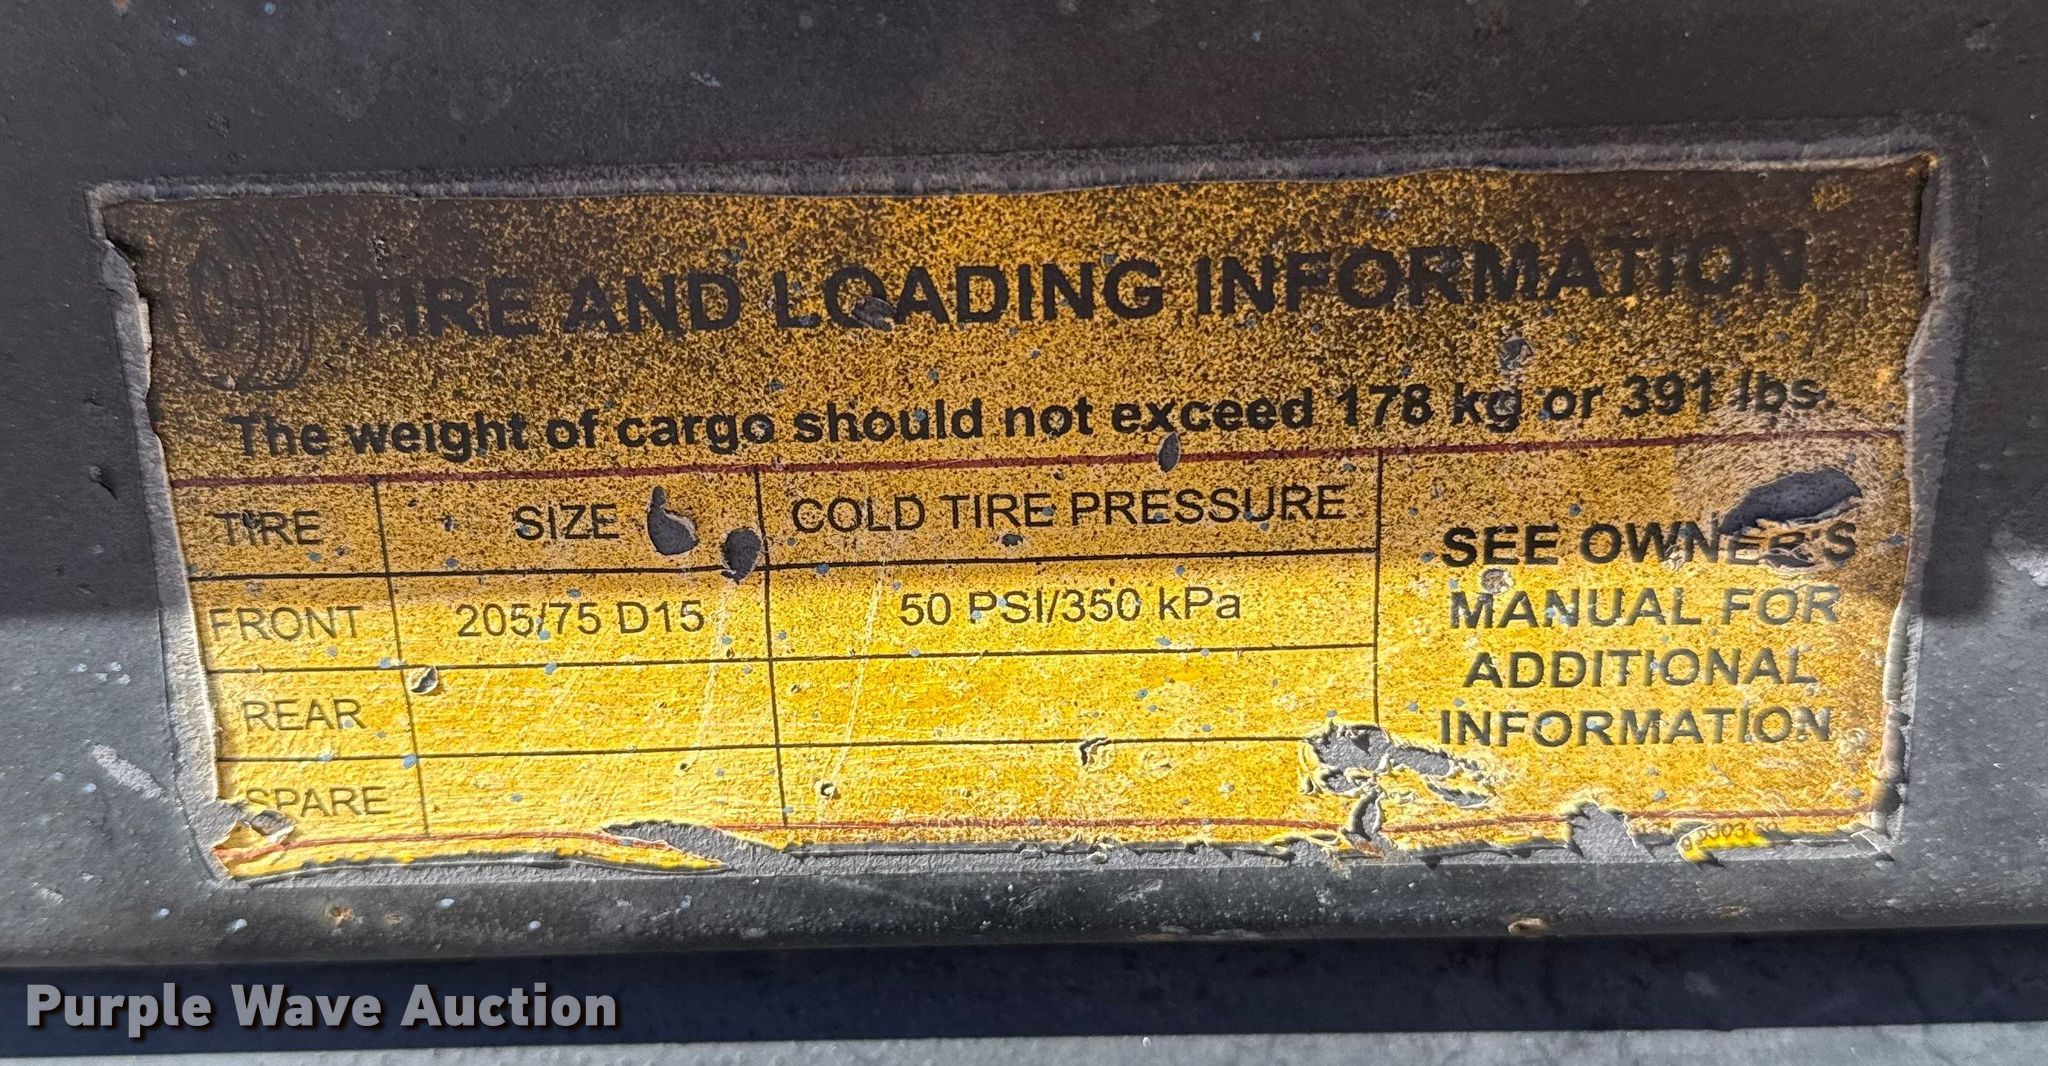 TIRE AND LOADING INFORMATION
The weight of cargo should not exceed 178 kg or 391 lbs
TIRE SIZE COLD TIRE PRESSURE
FRONT 205/75 D15 50 PSI/350 kPa
REAR
SPARE
SEE OWNER'S
MANUAL FOR
ADDITIONAL
INFORMATION
Purple Wave Auction